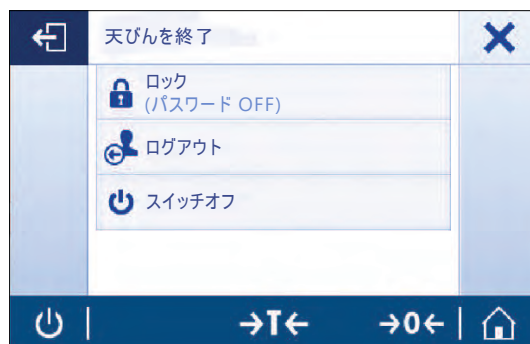 天びんを終了
ロック
(パスワード OFF)
ログアウト
スイッチオフ
→T←
→0←